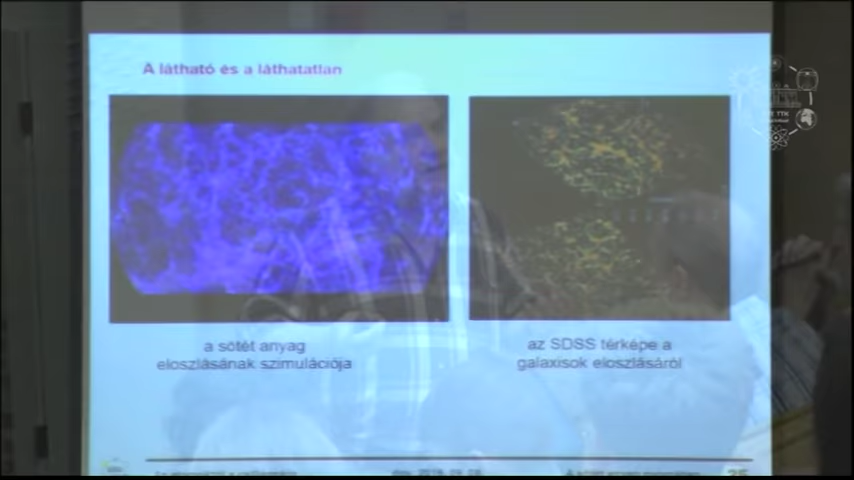 A látható és a láthatatlan
a sötét anyag
eloszlásának szimulációja
az SDSS térképe a
galaxisok eloszlásáról